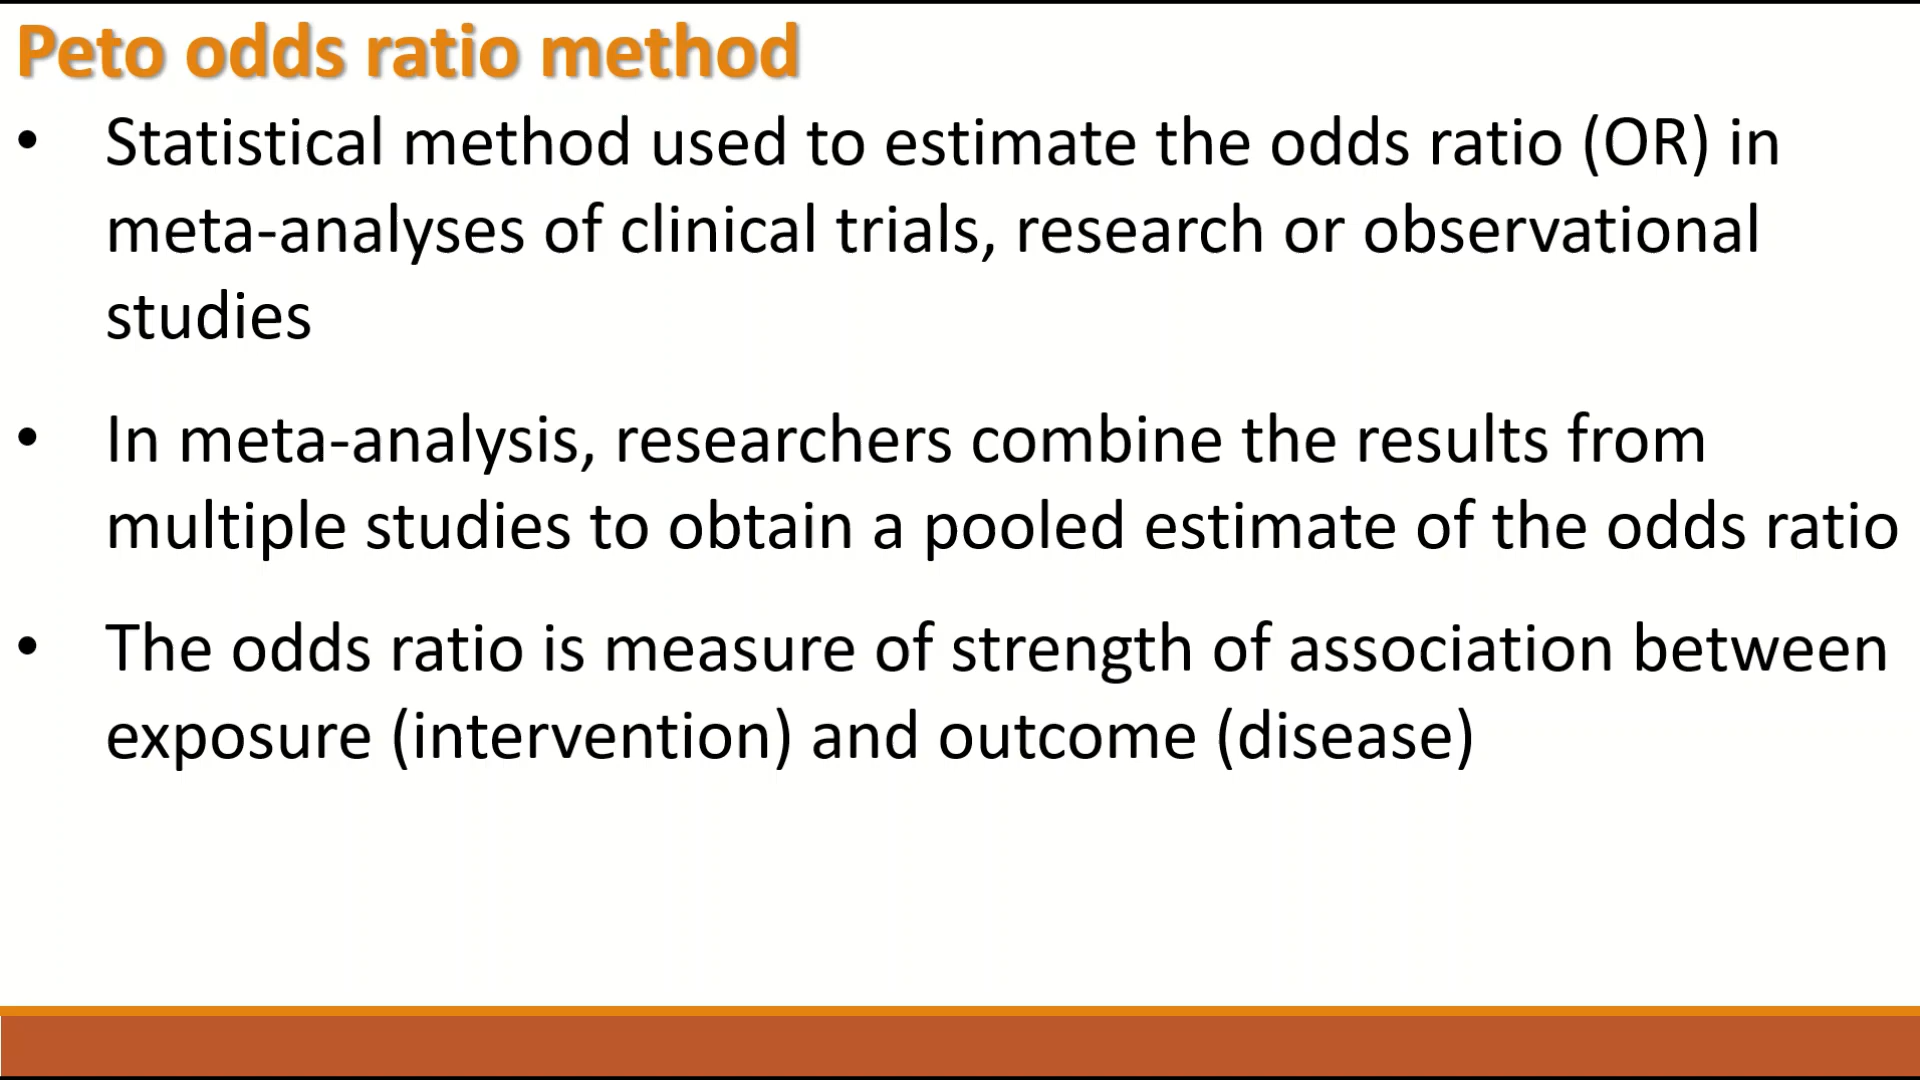 Peto odds ratio method
• Statistical method used to estimate the odds ratio (OR) in
meta-analyses of clinical trials, research or observational
studies
• In meta-analysis, researchers combine the results from
multiple studies to obtain a pooled estimate of the odds ratio
• The odds ratio is measure of strength of association between
exposure (intervention) and outcome (disease)